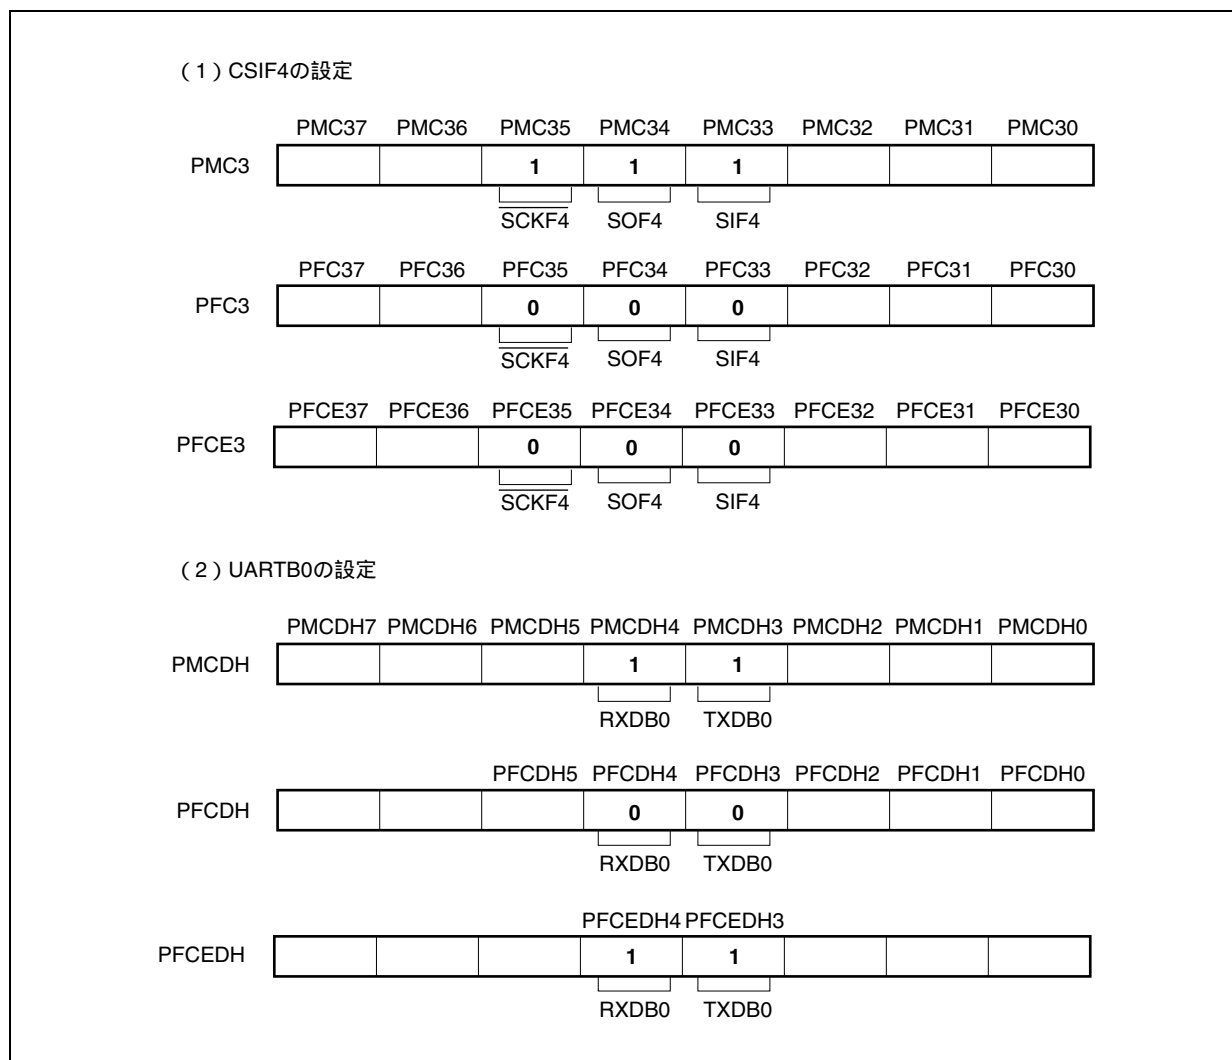 （1）CSIF4の設定
PMC37 PMC36 PMC35 PMC34 PMC33 PMC32 PMC31 PMC30
PMC3 1 1 1
SCKF4 SOF4 SIF4
PFC37 PFC36 PFC35 PFC34 PFC33 PFC32 PFC31 PFC30
PFC3 0 0 0
SCKF4 SOF4 SIF4
PFCE37 PFCE36 PFCE35 PFCE34 PFCE33 PFCE32 PFCE31 PFCE30
PFCE3 0 0 0
SCKF4 SOF4 SIF4
（2）UARTB0の設定
PMCDH7 PMCDH6 PMCDH5 PMCDH4 PMCDH3 PMCDH2 PMCDH1 PMCDH0
PMCDH 1 1
RXDB0 TXDB0
PFCDH5 PFCDH4 PFCDH3 PFCDH2 PFCDH1 PFCDH0
PFCDH 0 0
RXDB0 TXDB0
PFCEDH4 PFCEDH3
PFCEDH 1 1
RXDB0 TXDB0